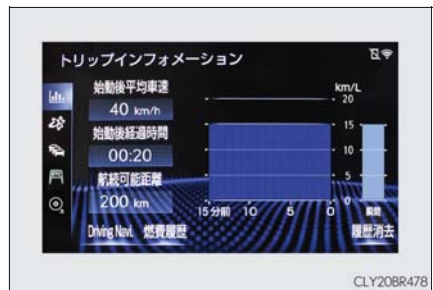 トリップインフォメーション
始動後平均車速
40 km/h
始動後経過時間
00:20
航続可能距離
200 km
km/L
20
15
10
5
0
15分前 10 5 0 瞬間
Driving Navi 燃費履歴 履歴消去
CLY20BR478